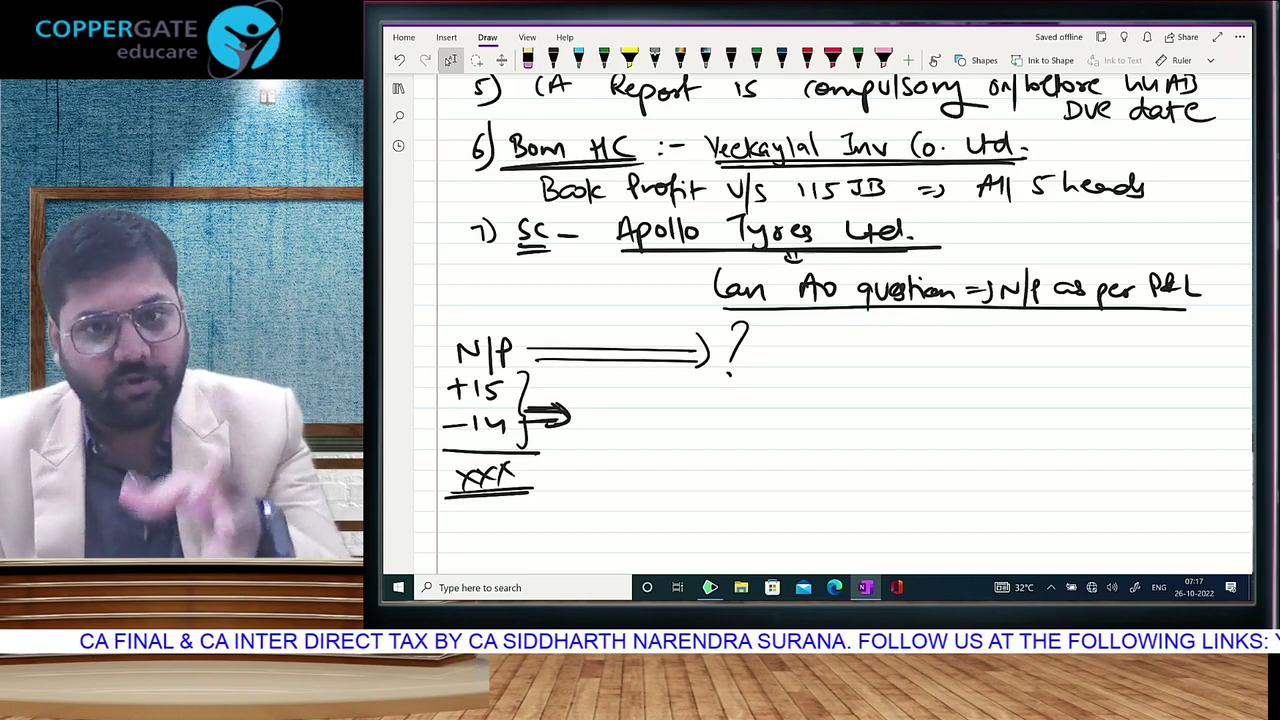 COPPERGATE
educare
Home Insert Draw View Help
Saved offline Share
Shapes Ink to Shape Ink to Text Ruler
5) CA Report is compulsory on/before 44AB
DUE date
6) Bom HC :- Veekaylal Inv Co. Ltd.
Book Profit U/S 115JB => All 5 heads
7) SC - Apollo Tyres Ltd.
Can AO question => N/P as per P&L
N/P ?
+15
-14
XXX
Type here to search
32°C ENG 07:17
26-10-2022
CA FINAL & CA INTER DIRECT TAX BY CA SIDDHARTH NARENDRA SURANA. FOLLOW US AT THE FOLLOWING LINKS: